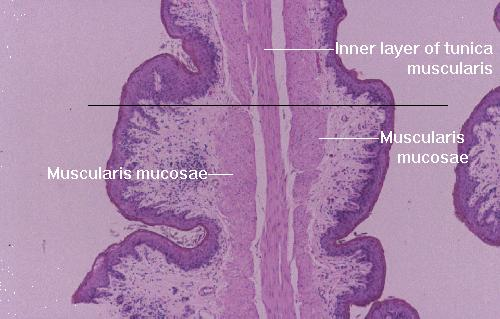 Inner layer of tunica
muscularis
Muscularis
mucosae
Muscularis mucosae